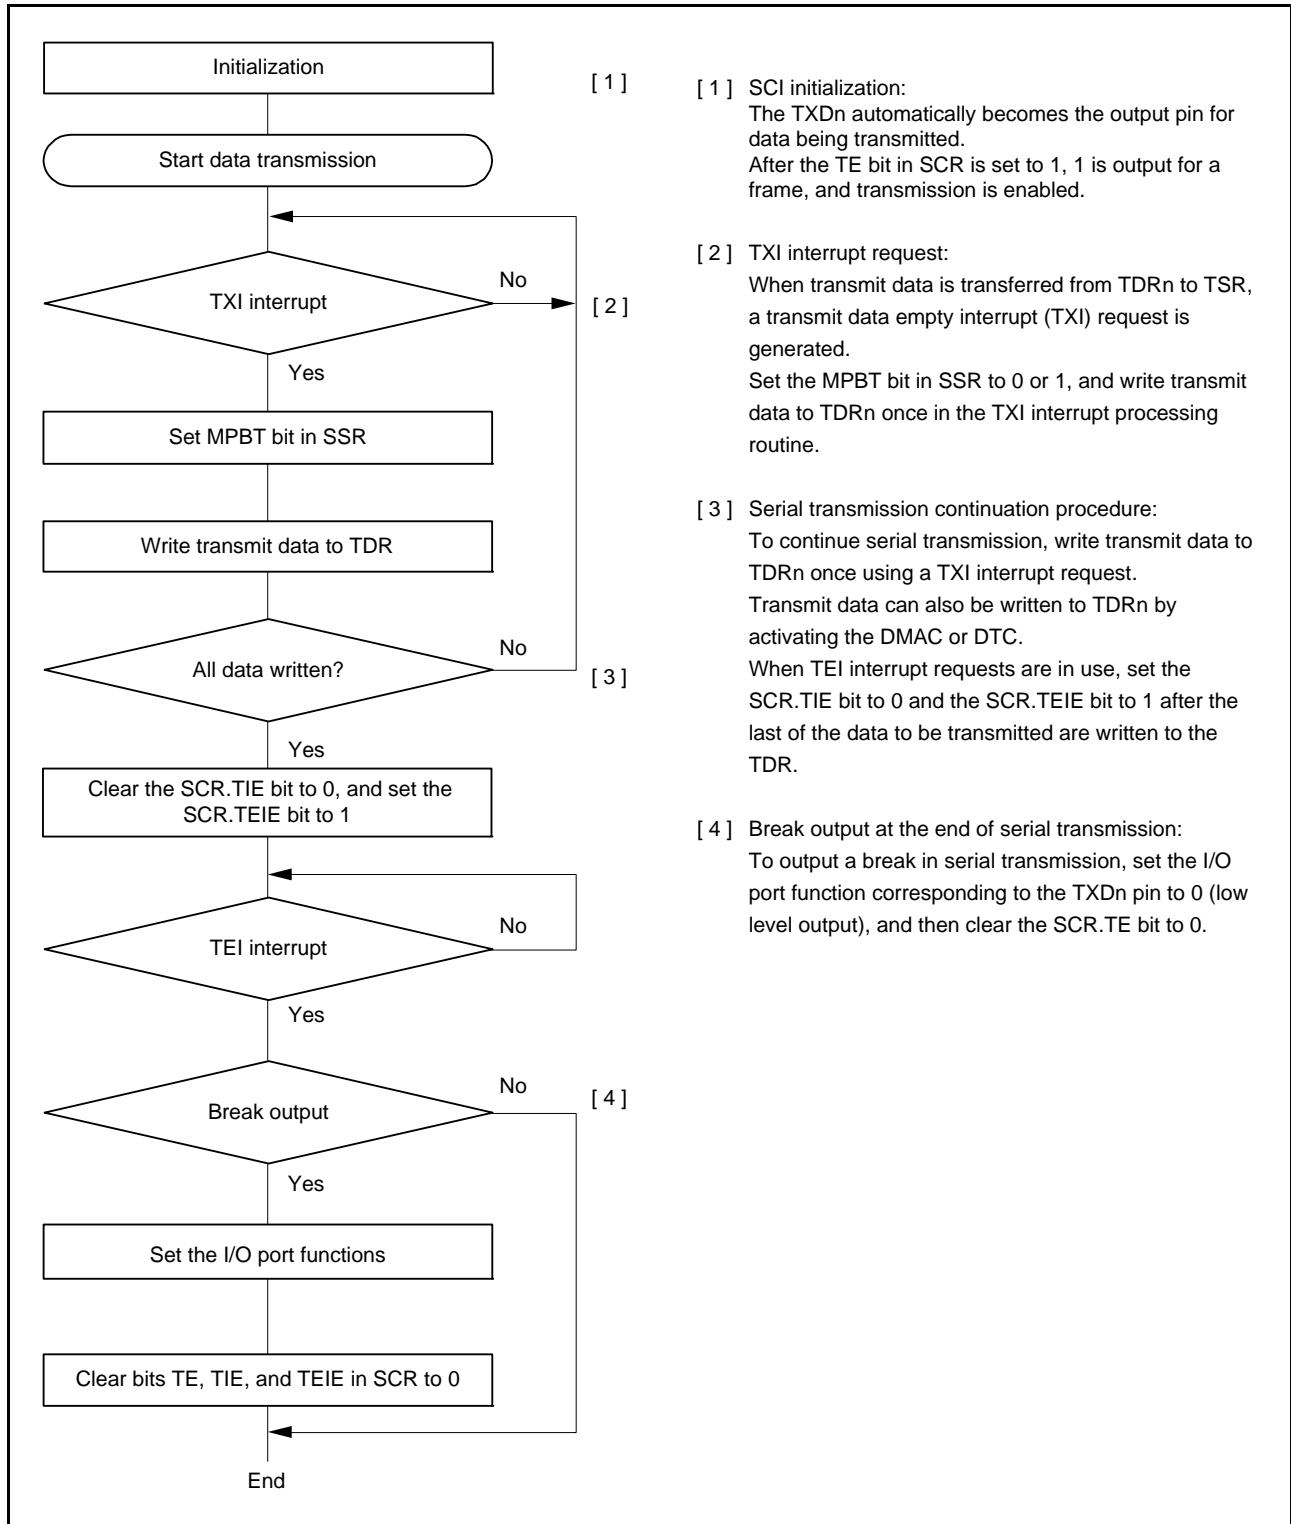 Initialization
[ 1 ]
Start data transmission
No
TXI interrupt
[ 2 ]
Yes
Set MPBT bit in SSR
Write transmit data to TDR
No
All data written?
[ 3 ]
Yes
Clear the SCR.TIE bit to 0, and set the
SCR.TEIE bit to 1
No
TEI interrupt
Yes
No
Break output
[ 4 ]
Yes
Set the I/O port functions
Clear bits TE, TIE, and TEIE in SCR to 0
End
[ 1 ] SCI initialization:
The TXDn automatically becomes the output pin for
data being transmitted.
After the TE bit in SCR is set to 1, 1 is output for a
frame, and transmission is enabled.
[ 2 ] TXI interrupt request:
When transmit data is transferred from TDRn to TSR,
a transmit data empty interrupt (TXI) request is
generated.
Set the MPBT bit in SSR to 0 or 1, and write transmit
data to TDRn once in the TXI interrupt processing
routine.
[ 3 ] Serial transmission continuation procedure:
To continue serial transmission, write transmit data to
TDRn once using a TXI interrupt request.
Transmit data can also be written to TDRn by
activating the DMAC or DTC.
When TEI interrupt requests are in use, set the
SCR.TIE bit to 0 and the SCR.TEIE bit to 1 after the
last of the data to be transmitted are written to the
TDR.
[ 4 ] Break output at the end of serial transmission:
To output a break in serial transmission, set the I/O
port function corresponding to the TXDn pin to 0 (low
level output), and then clear the SCR.TE bit to 0.